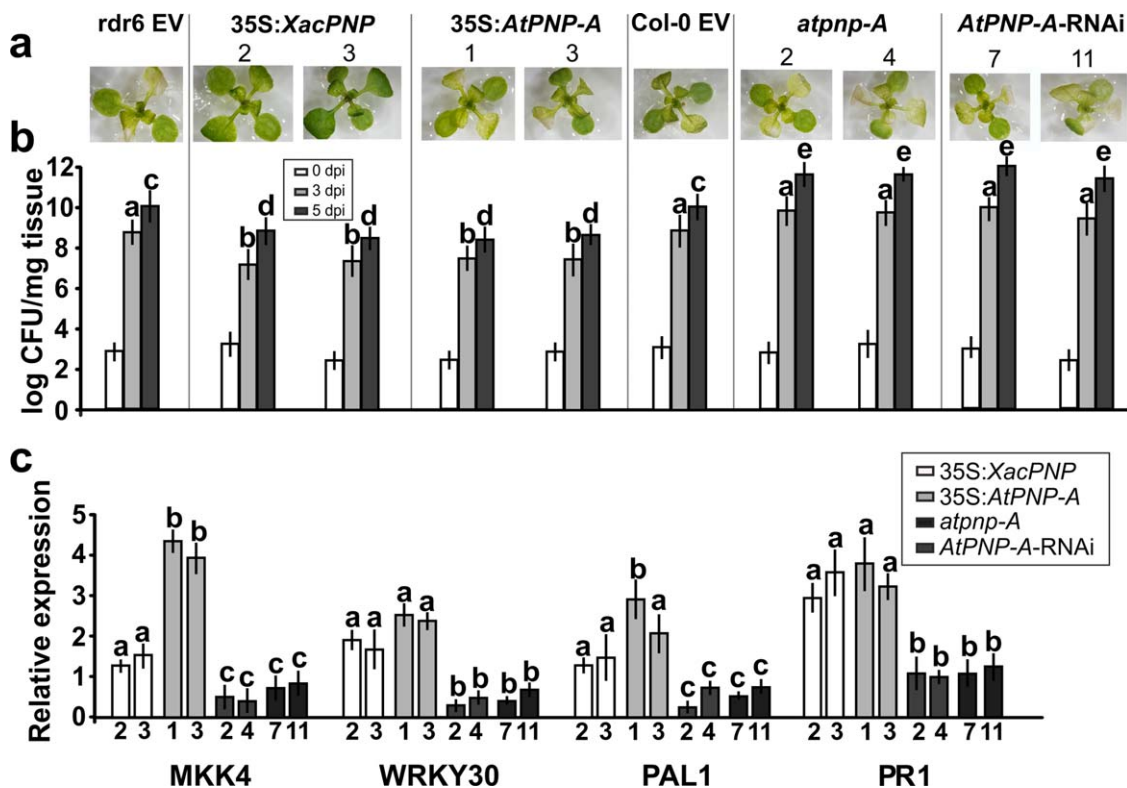 a
rdr6 EV 35S:XacPNP 35S:AtPNP-A Col-0 EV atpnp-A AtPNP-A-RNAi
2 3 1 3 2 4 7 11
b
log CFU/mg tissue
12
10
8
6
4
2
0
0 dpi
3 dpi
5 dpi
a c b d b d b d b d a c a e a e a e a e
c
Relative expression
5
4
3
2
1
0
35S:XacPNP
35S:AtPNP-A
atpnp-A
AtPNP-A-RNAi
a a b b c c c c a a a a b b b b a a b a c c c c a a a a b b b b
2 3 1 3 2 4 7 11 2 3 1 3 2 4 7 11 2 3 1 3 2 4 7 11 2 3 1 3 2 4 7 11
MKK4 WRKY30 PAL1 PR1